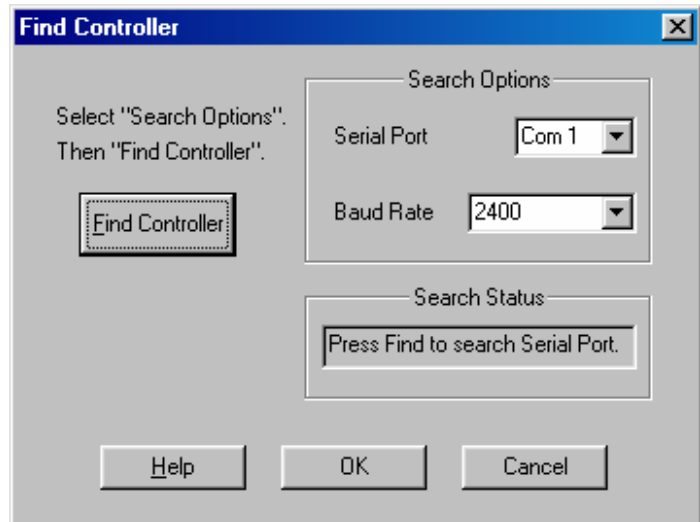 Find Controller
Select "Search Options".
Then "Find Controller".
Find Controller
Search Options
Serial Port
Com 1
Baud Rate
2400
Search Status
Press Find to search Serial Port.
Help
OK
Cancel